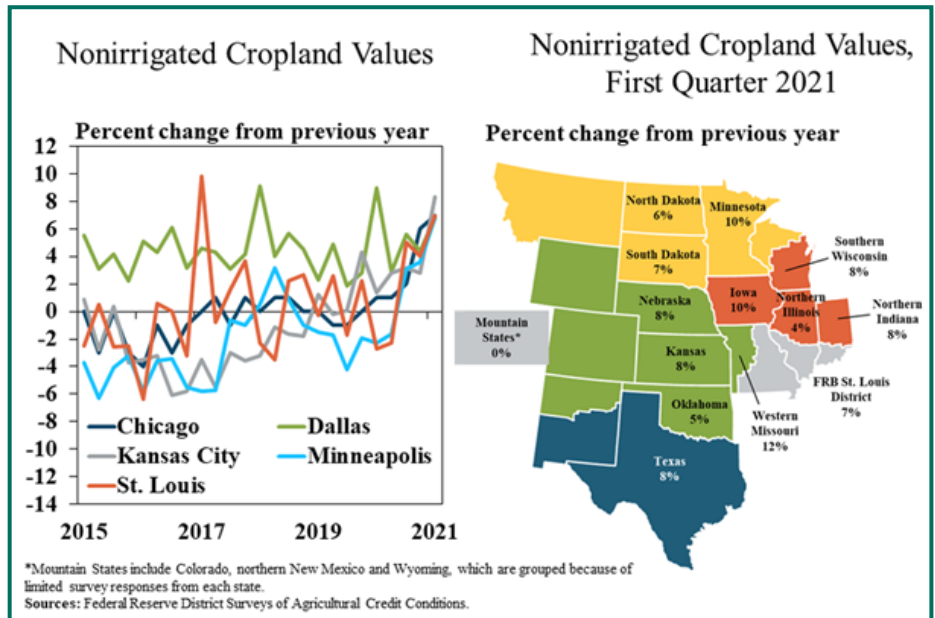 Nonirrigated Cropland Values
Percent change from previous year
12
10
8
6
4
2
0
-2
-4
-6
-8
-10
-12
-14
Chicago
Dallas
Kansas City
Minneapolis
St. Louis
2015
2017
2019
2021
Nonirrigated Cropland Values,
First Quarter 2021
Percent change from previous year
North Dakota
6%
Minnesota
10%
South Dakota
7%
Southern
Wisconsin
8%
Iowa
10%
Northern
Illinois
4%
Northern
Indiana
8%
Nebraska
8%
Mountain
States*
0%
Kansas
8%
FRB St. Louis
District
7%
Oklahoma
5%
Western
Missouri
12%
Texas
8%
*Mountain States include Colorado, northern New Mexico and Wyoming, which are grouped because of
limited survey responses from each state.
Sources: Federal Reserve District Surveys of Agricultural Credit Conditions.